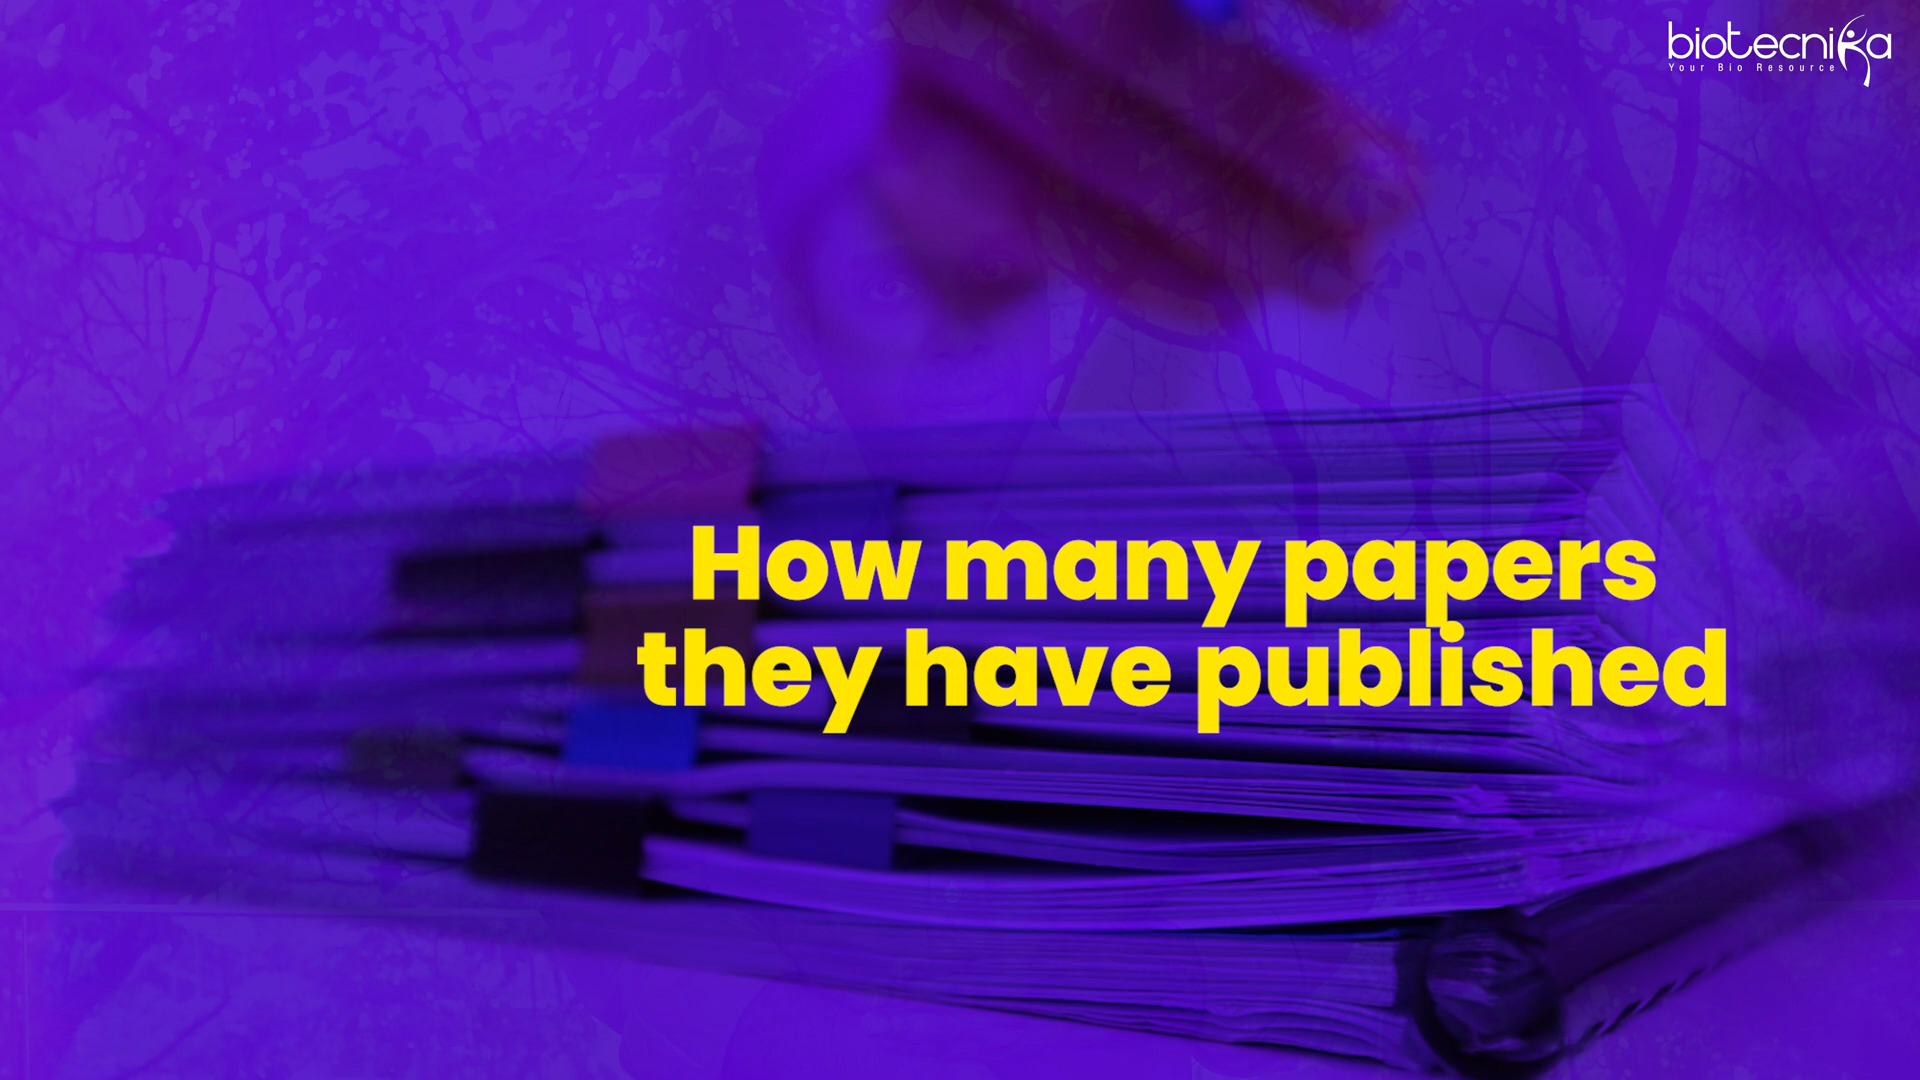 biotecnika
Your Bio Resource
How many papers
they have published